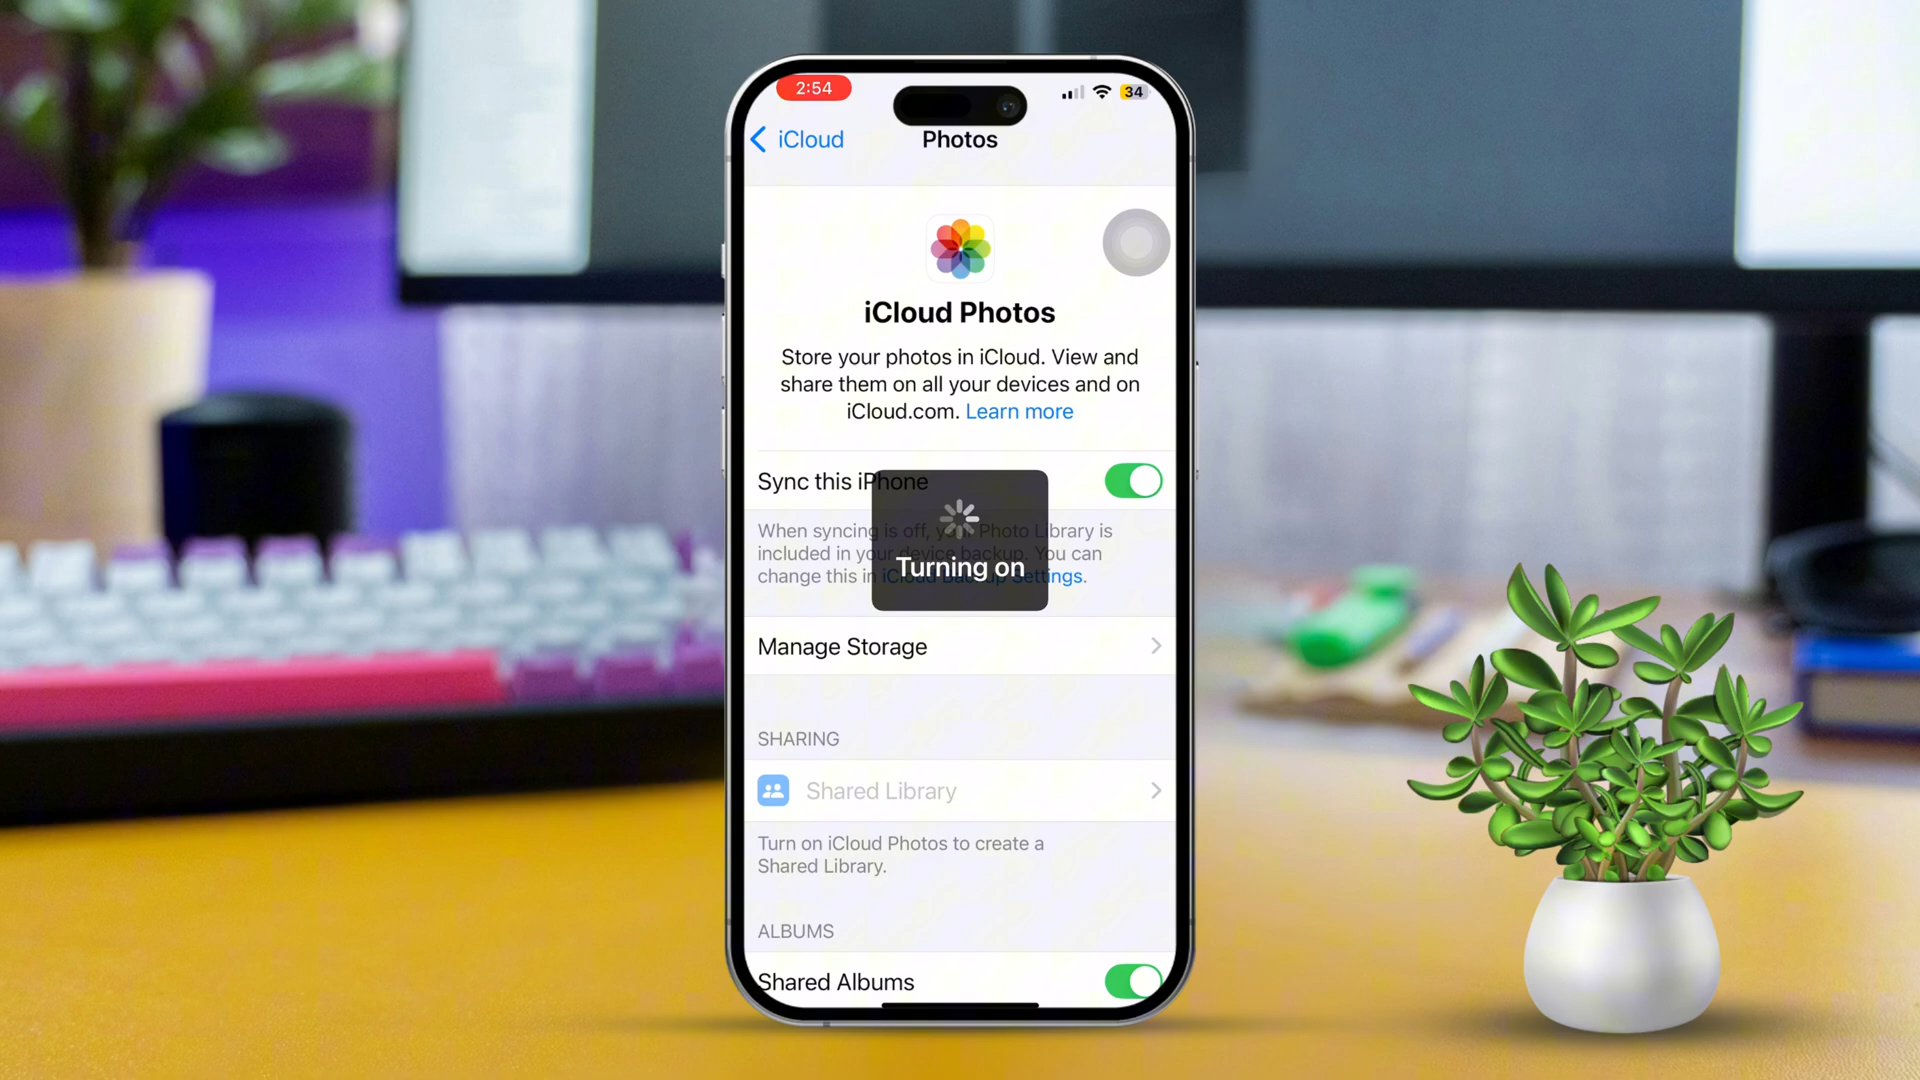 2:54
34
iCloud
Photos
iCloud Photos
Store your photos in iCloud. View and
share them on all your devices and on
iCloud.com. Learn more
Sync this iPhone
When syncing is off, your Photo Library is
included in your device backup. You can
change this in iCloud Backup Settings.
Turning on
Manage Storage
SHARING
Shared Library
Turn on iCloud Photos to create a
Shared Library.
ALBUMS
Shared Albums